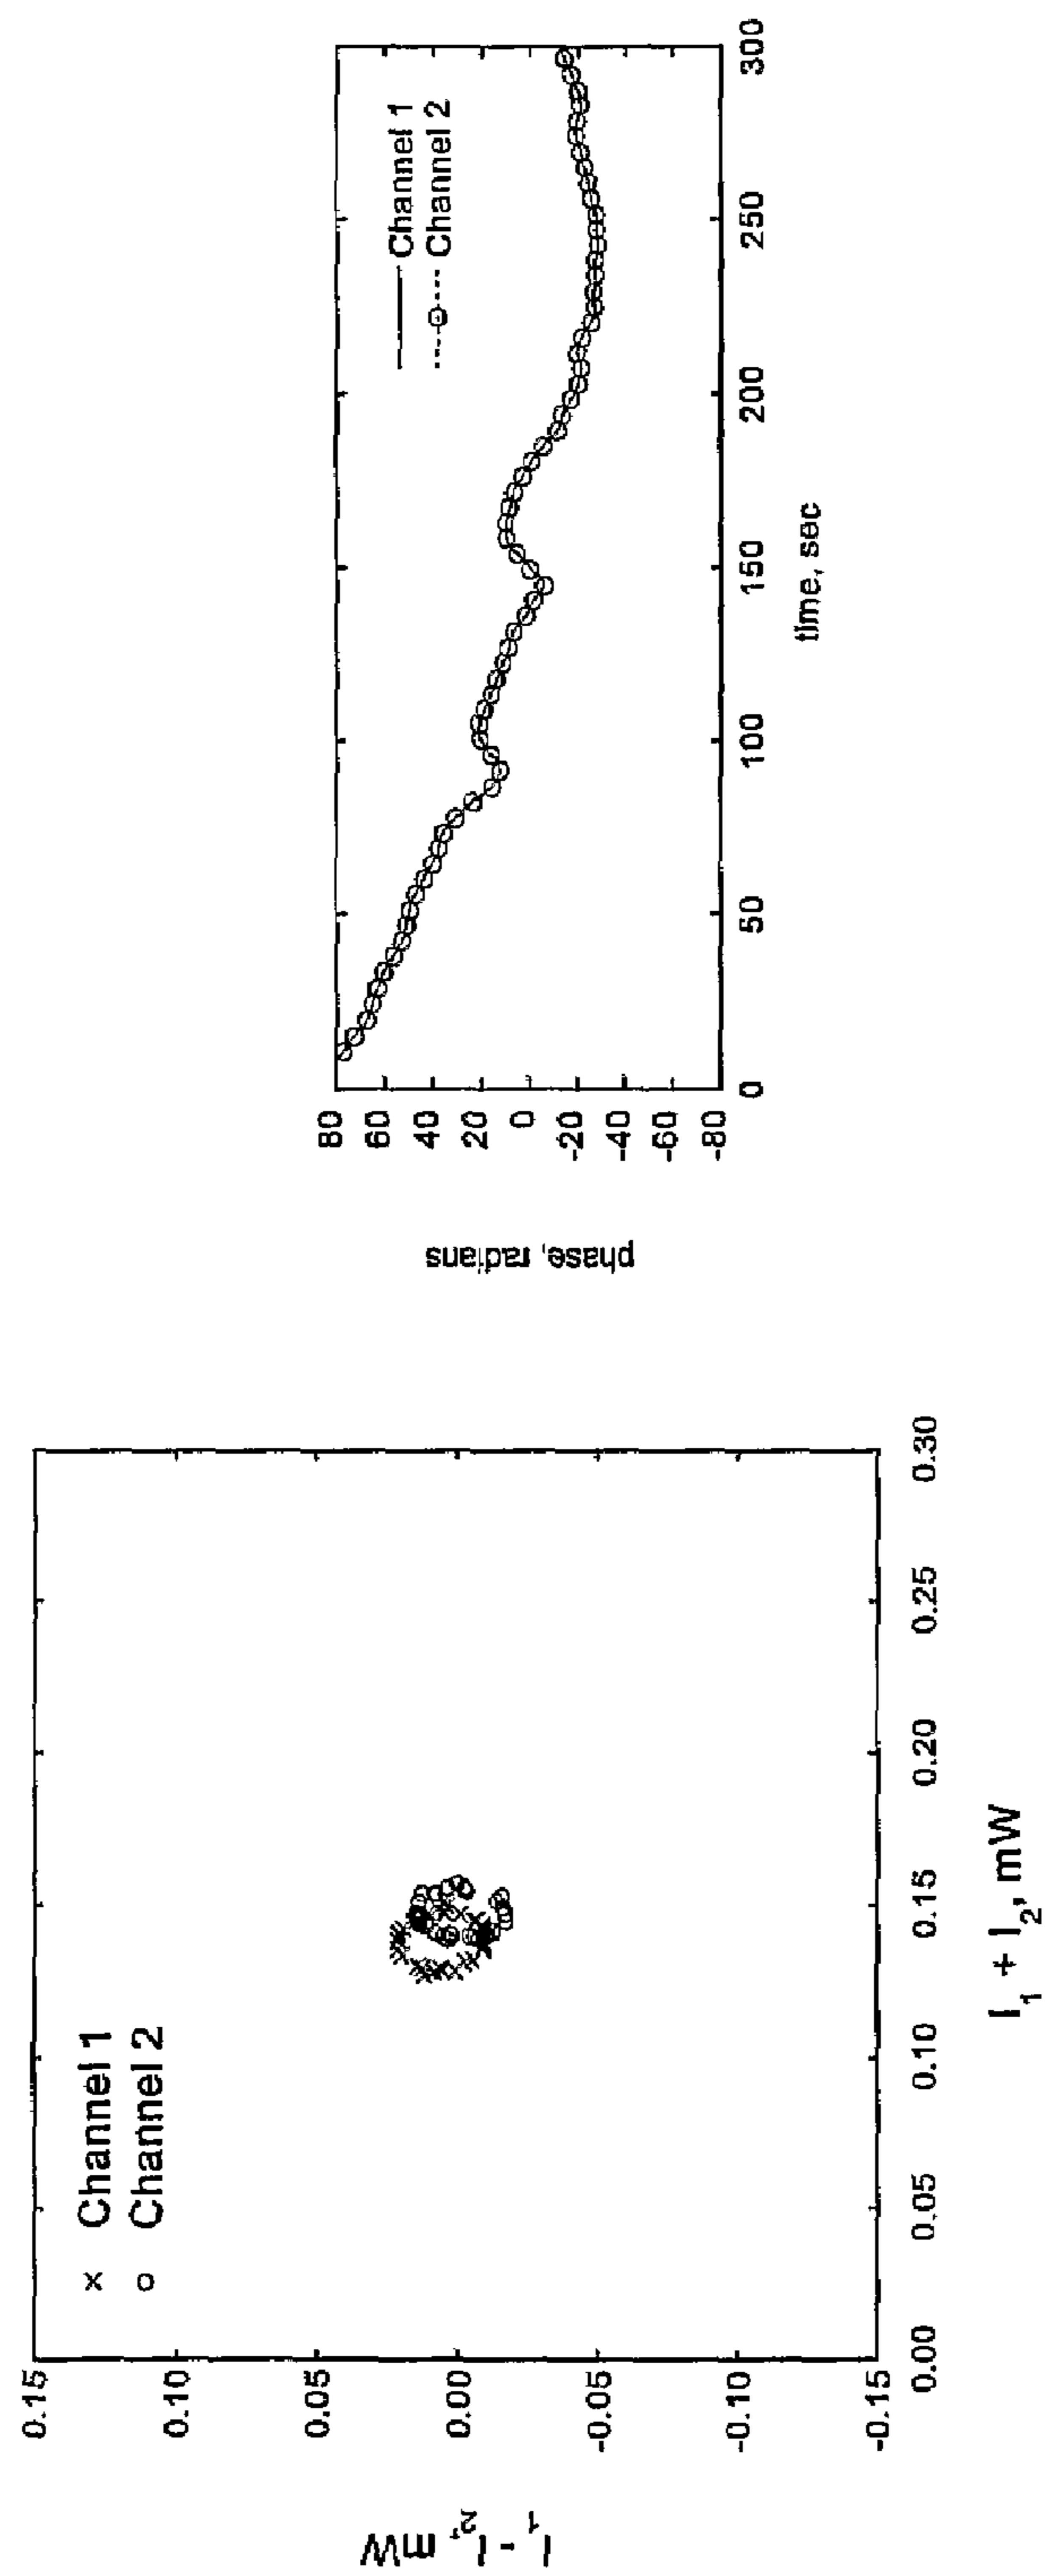 I₁ - I₂, mW
0.15
0.10
0.05
0.00
-0.05
-0.10
-0.15
x Channel 1
o Channel 2
0.00 0.05 0.10 0.15 0.20 0.25 0.30
I₁ + I₂, mW
phase, radians
80
60
40
20
0
-20
-40
-60
-80
Channel 1
Channel 2
0 50 100 150 200 250 300
time, sec